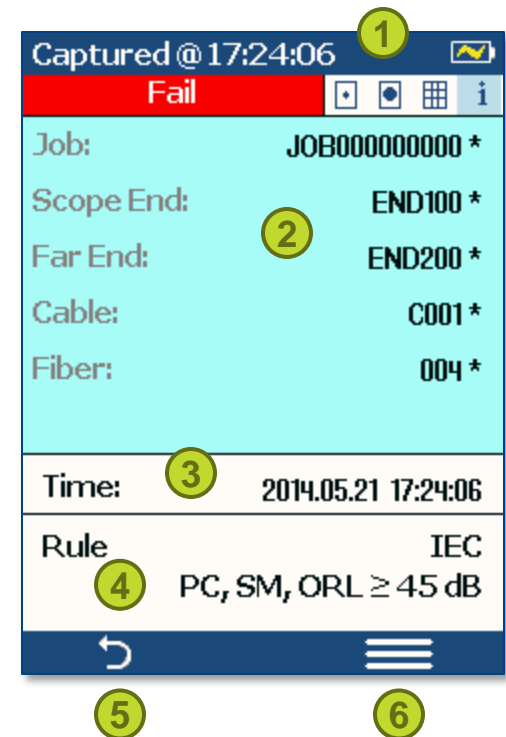 1
Captured @ 17:24:06
Fail i
Job: JOB000000000 *
Scope End: END100 *
2
Far End: END200 *
Cable: C001 *
Fiber: 004 *
3
Time: 2014.05.21 17:24:06
Rule IEC
4 PC, SM, ORL ≥ 45 dB
5 6